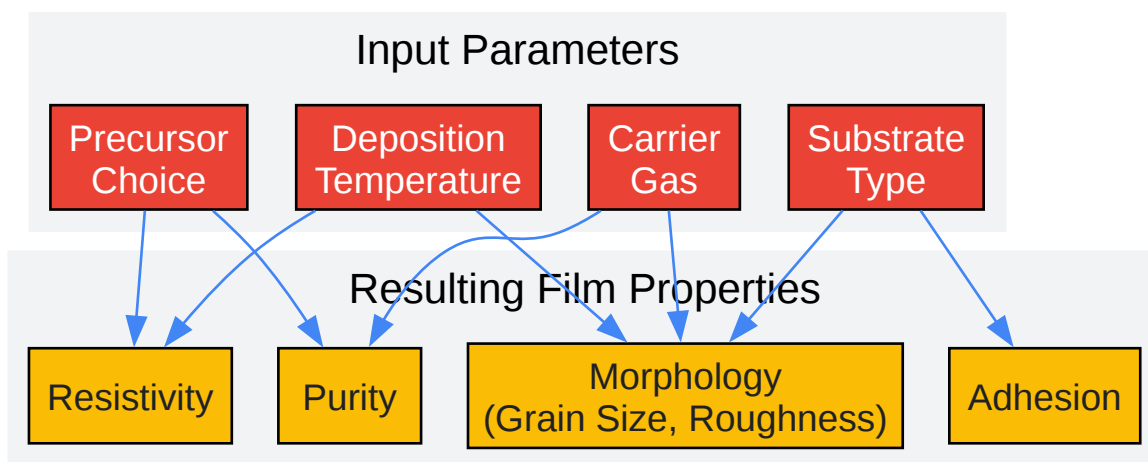 Input Parameters
Precursor
Choice
Deposition
Temperature
Carrier
Gas
Substrate
Type
Resulting Film Properties
Resistivity
Purity
Morphology
(Grain Size, Roughness)
Adhesion